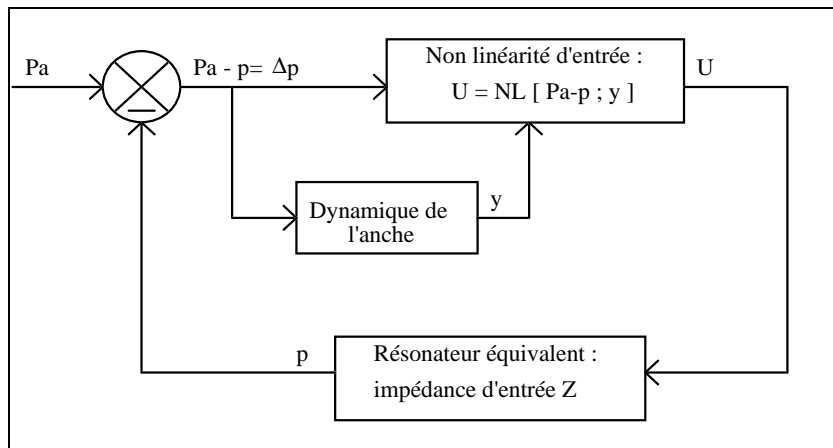 Pa
Pa - p= Δp
Non linéarité d'entrée :
U = NL [ Pa-p ; y ]
U
Dynamique de
l'anche
y
p
Résonateur équivalent :
impédance d'entrée Z